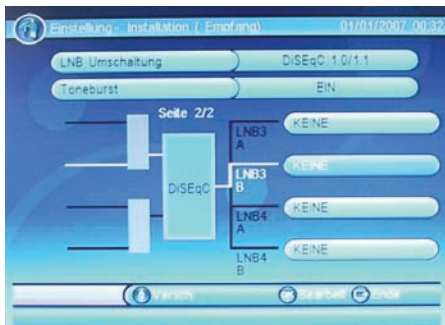 Einstellung - Installation ( Empfang) 01/01/2007 00:32
LNB Umschaltung DiSEqC 1.0/1.1
Toneburst EIN
Seite 2/2
LNB3 A KEINE
DiSEqC
LNB3 B KEINE
LNB4 A KEINE
LNB4 B KEINE
Versch. Bearbeit Ende